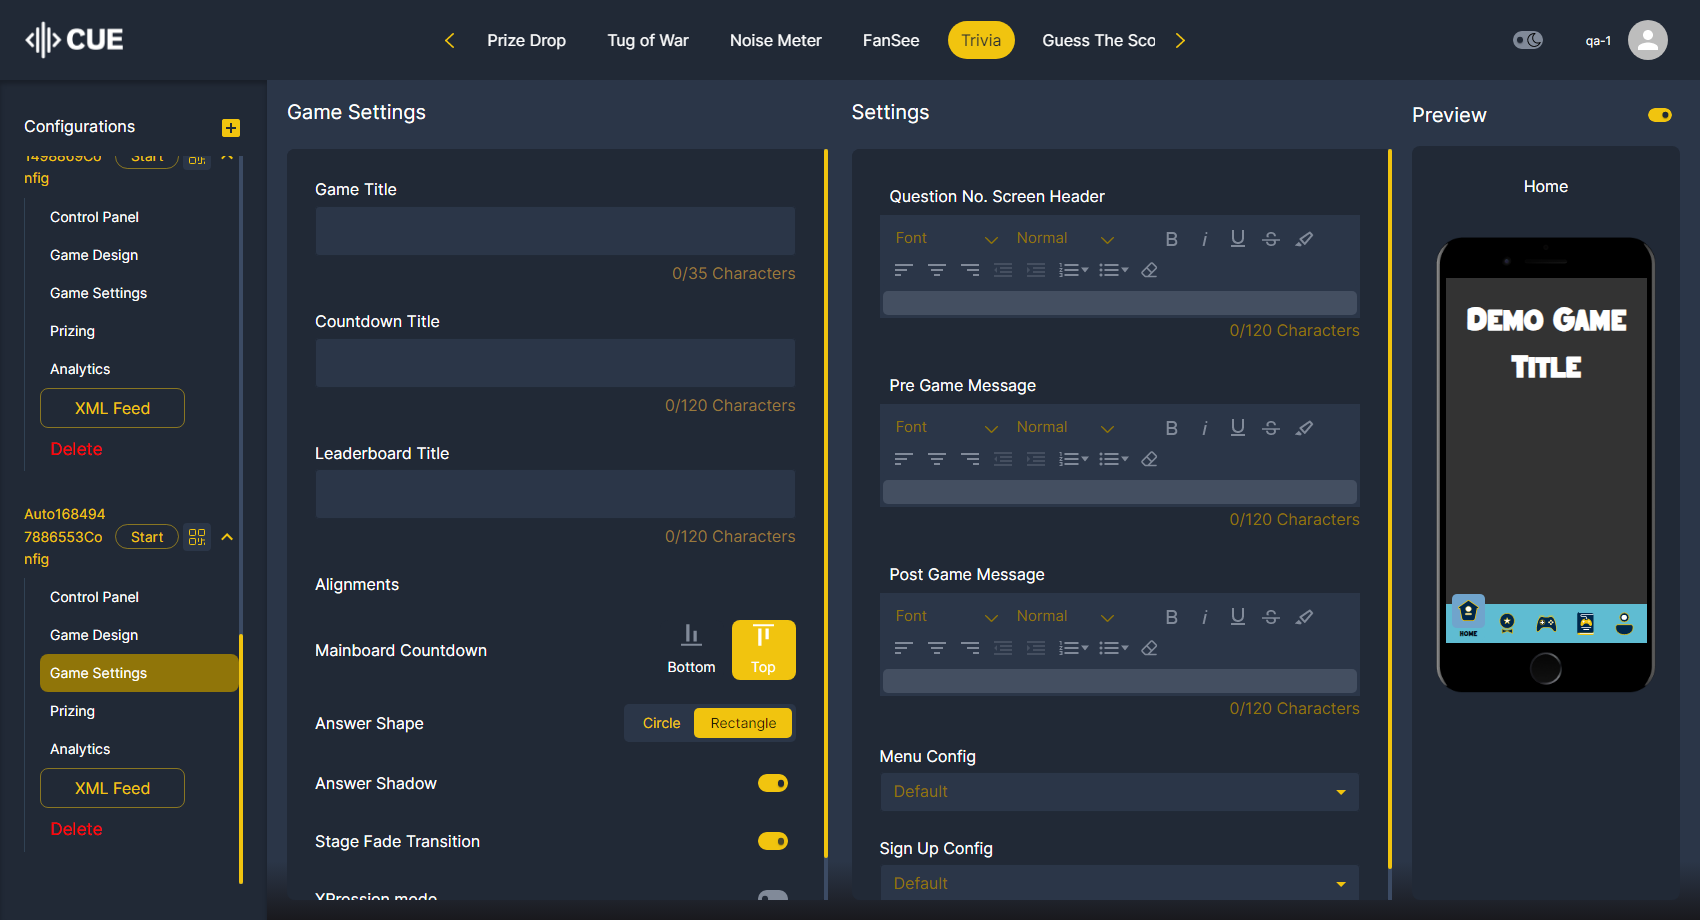 CUE
Prize Drop
Tug of War
Noise Meter
FanSee
Trivia
Guess The Sco
qa-1
Configurations
1498869Co
nfig
Start
Control Panel
Game Design
Game Settings
Prizing
Analytics
XML Feed
Delete
Auto168494
7886553Co
nfig
Start
Control Panel
Game Design
Game Settings
Prizing
Analytics
XML Feed
Delete
Game Settings
Game Title
0/35 Characters
Countdown Title
0/120 Characters
Leaderboard Title
0/120 Characters
Alignments
Mainboard Countdown
Bottom
Top
Answer Shape
Circle
Rectangle
Answer Shadow
Stage Fade Transition
XPression mode
Settings
Question No. Screen Header
Font
Normal
B i U S
0/120 Characters
Pre Game Message
Font
Normal
B i U S
0/120 Characters
Post Game Message
Font
Normal
B i U S
0/120 Characters
Menu Config
Default
Sign Up Config
Default
Preview
Home
DEMO GAME
TITLE
HOME